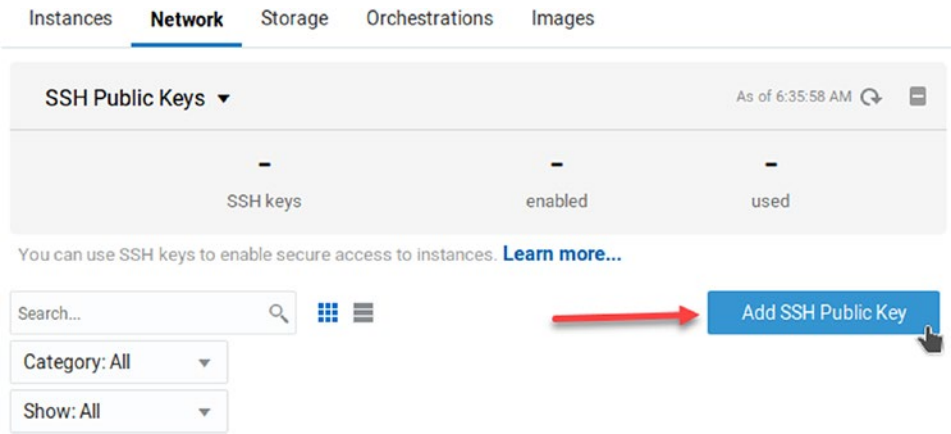 Instances Network Storage Orchestrations Images
SSH Public Keys As of 6:35:58 AM
- - -
SSH keys enabled used
You can use SSH keys to enable secure access to instances. Learn more...
Search... Add SSH Public Key
Category: All
Show: All